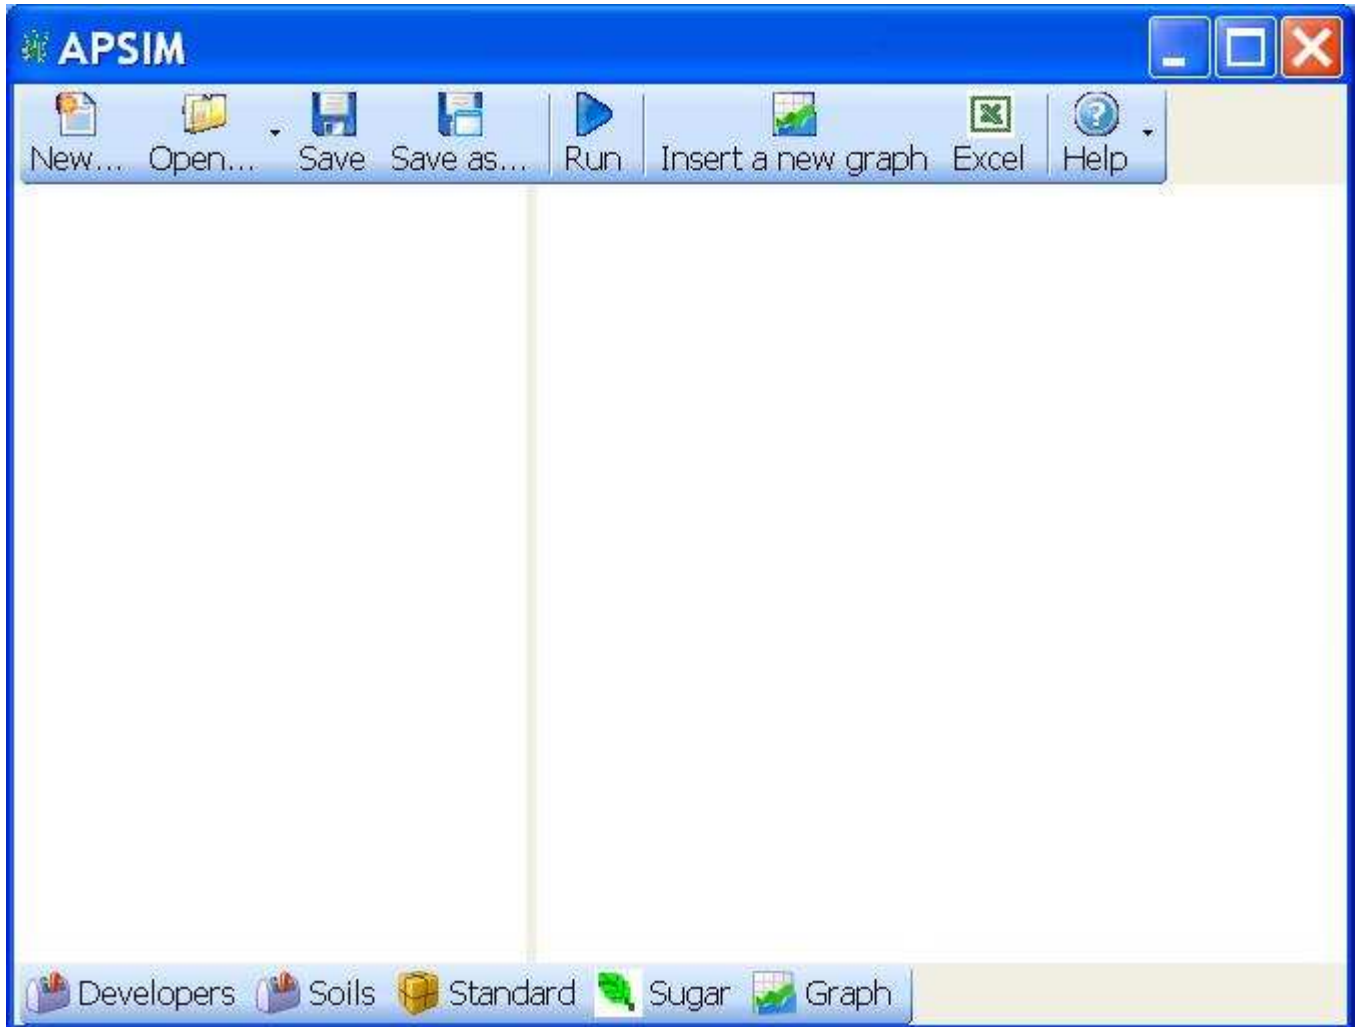 APSIM
New... Open... Save Save as... Run Insert a new graph Excel Help
Developers Soils Standard Sugar Graph